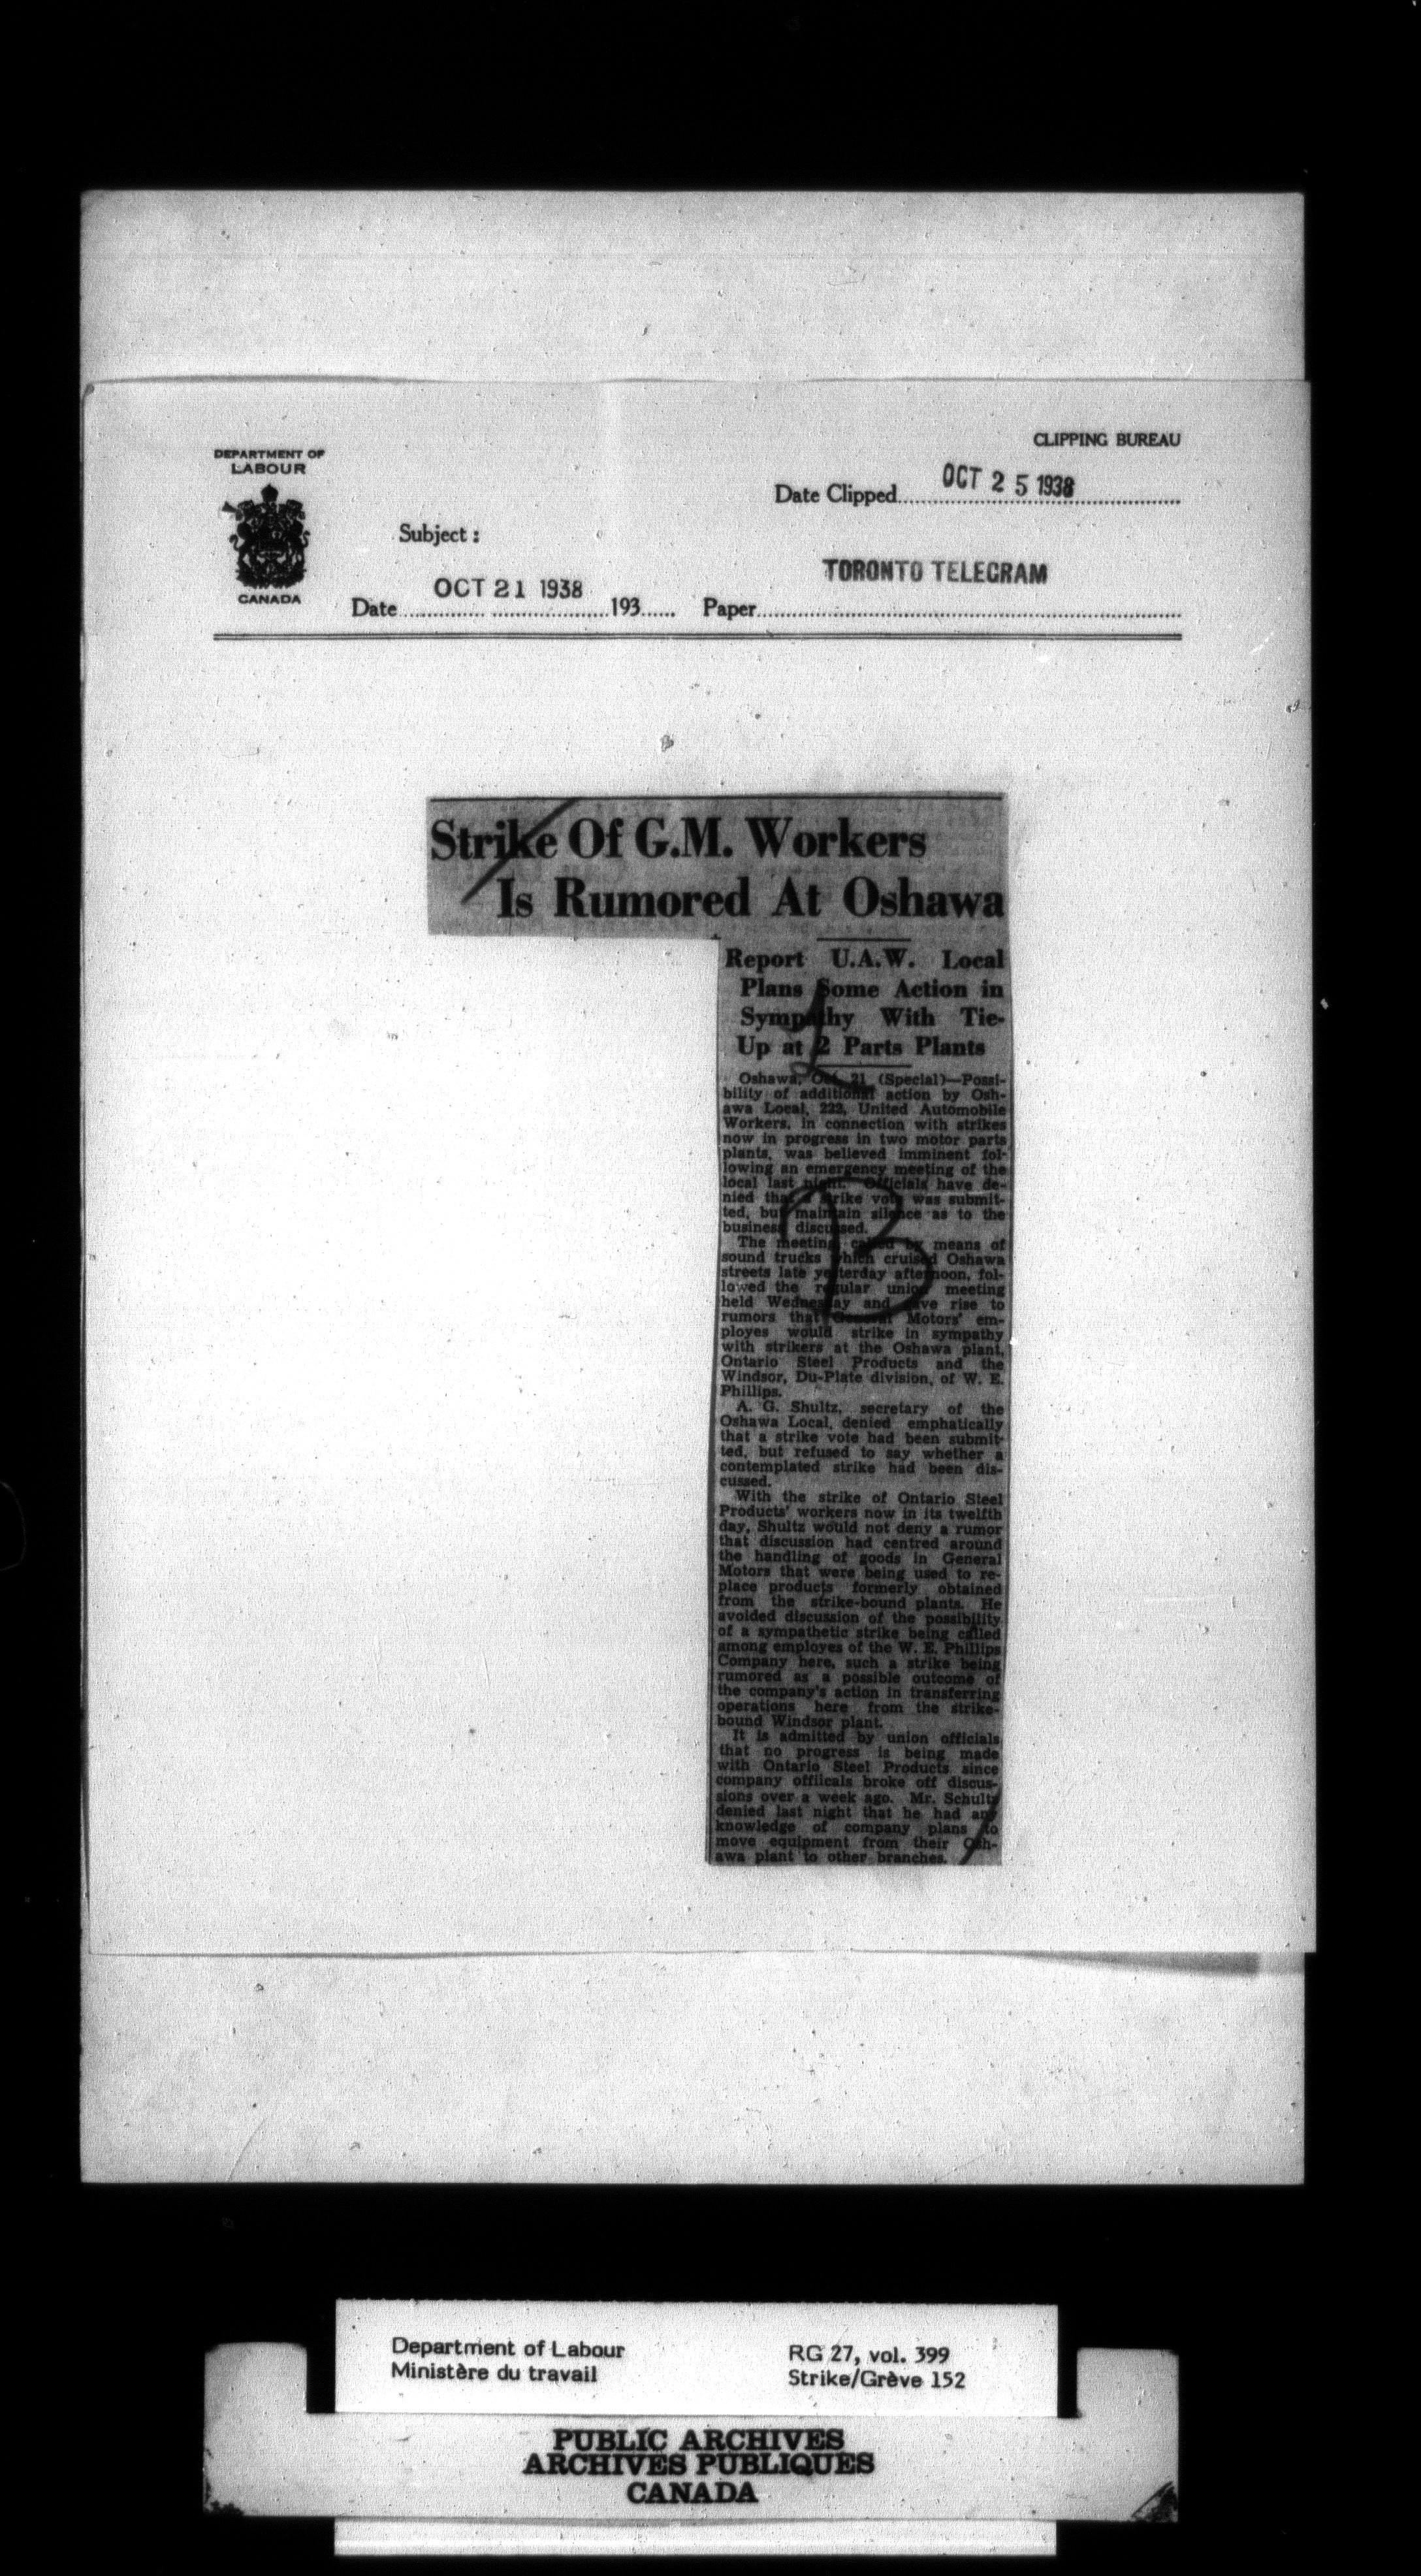 CLIPPING BUREAU
DEPARTMENT OF
LABOUR
CANADA
Date Clipped OCT 25 1938
Subject :
Date OCT 21 1938 193 Paper TORONTO TELEGRAM
Strike Of G.M. Workers
Is Rumored At Oshawa
Report U.A.W. Local
Plans Some Action in
Sympathy With Tie-
Up at 2 Parts Plants
L
Oshawa, Oct. 21 (Special)—Possi-
bility of additional action by Osh-
awa Local, 222, United Automobile
Workers, in connection with strikes
now in progress in two motor parts
plants, was believed imminent fol-
lowing an emergency meeting of the
local last night. Officials have de-
nied that a strike vote was submit-
ted, but maintain silence as to the
business discussed.
B
The meeting, called by means of
sound trucks which cruised Oshawa
streets late yesterday afternoon, fol-
lowed the regular union meeting
held Wednesday and gave rise to
rumors that General Motors' em-
ployes would strike in sympathy
with strikers at the Oshawa plant,
Ontario Steel Products and the
Windsor, Du-Plate division, of W. E.
Phillips.
A. G. Shultz, secretary of the
Oshawa Local, denied emphatically
that a strike vote had been submit-
ted, but refused to say whether a
contemplated strike had been dis-
cussed.
With the strike of Ontario Steel
Products' workers now in its twelfth
day, Shultz would not deny a rumor
that discussion had centred around
the handling of goods in General
Motors that were being used to re-
place products formerly obtained
from the strike-bound plants. He
avoided discussion of the possibility
of a sympathetic strike being called
among employes of the W. E. Phillips
Company here, such a strike being
rumored as a possible outcome of
the company's action in transferring
operations here from the strike-
bound Windsor plant.
It is admitted by union officials
that no progress is being made
with Ontario Steel Products since
company offiicals broke off discus-
sions over a week ago. Mr. Schultz
denied last night that he had any
knowledge of company plans to
move equipment from their Osh-
awa plant to other branches.
Department of Labour
Ministère du travail
RG 27, vol. 399
Strike/Grève 152
PUBLIC ARCHIVES
ARCHIVES PUBLIQUES
CANADA